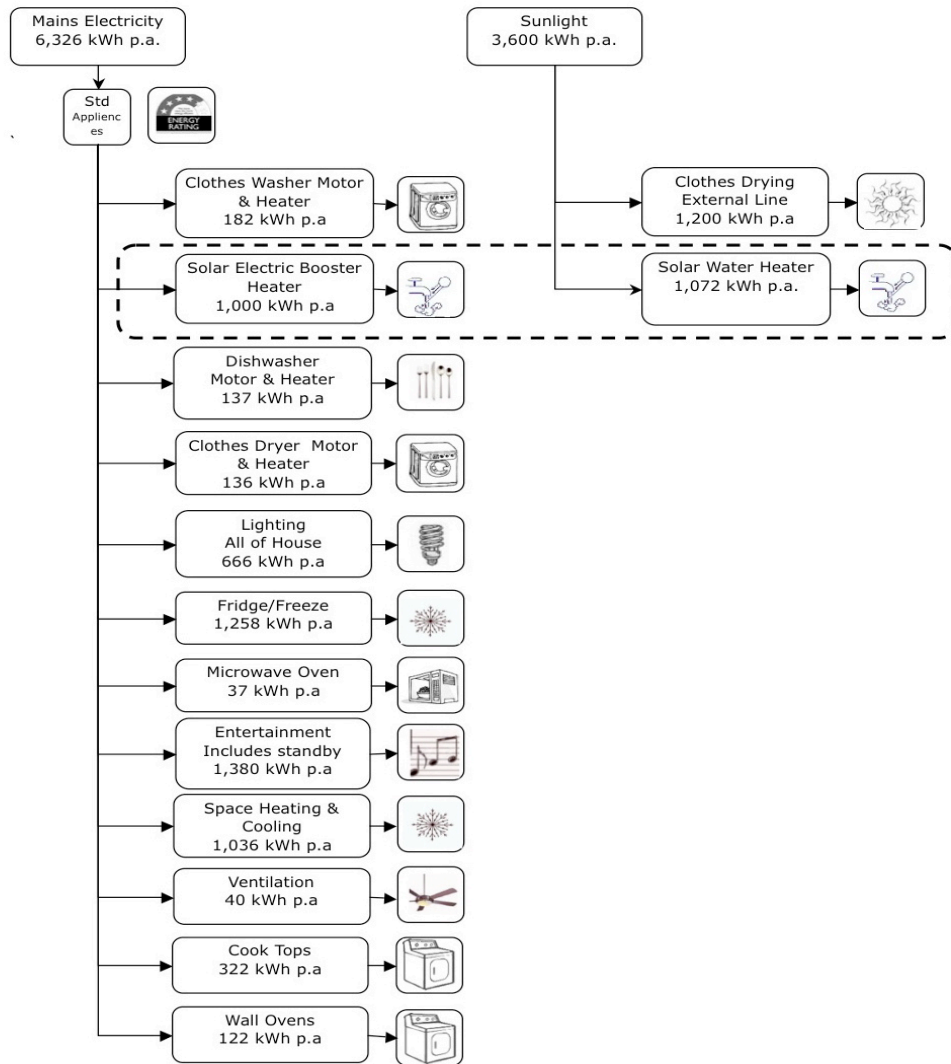 Mains Electricity
6,326 kWh p.a.
Sunlight
3,600 kWh p.a.
Std
Applienc
es
ENERGY
RATING
Clothes Washer Motor
& Heater
182 kWh p.a
Clothes Drying
External Line
1,200 kWh p.a
Solar Electric Booster
Heater
1,000 kWh p.a
Solar Water Heater
1,072 kWh p.a.
Dishwasher
Motor & Heater
137 kWh p.a
Clothes Dryer Motor
& Heater
136 kWh p.a
Lighting
All of House
666 kWh p.a
Fridge/Freeze
1,258 kWh p.a
Microwave Oven
37 kWh p.a
Entertainment
Includes standby
1,380 kWh p.a
Space Heating &
Cooling
1,036 kWh p.a
Ventilation
40 kWh p.a
Cook Tops
322 kWh p.a
Wall Ovens
122 kWh p.a